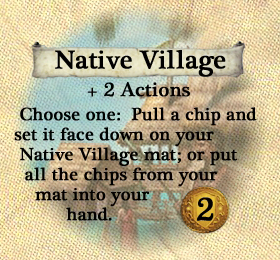 Native Village
+ 2 Actions
Choose one: Pull a chip and
set it face down on your
Native Village mat; or put
all the chips from your
mat into your
hand.
2